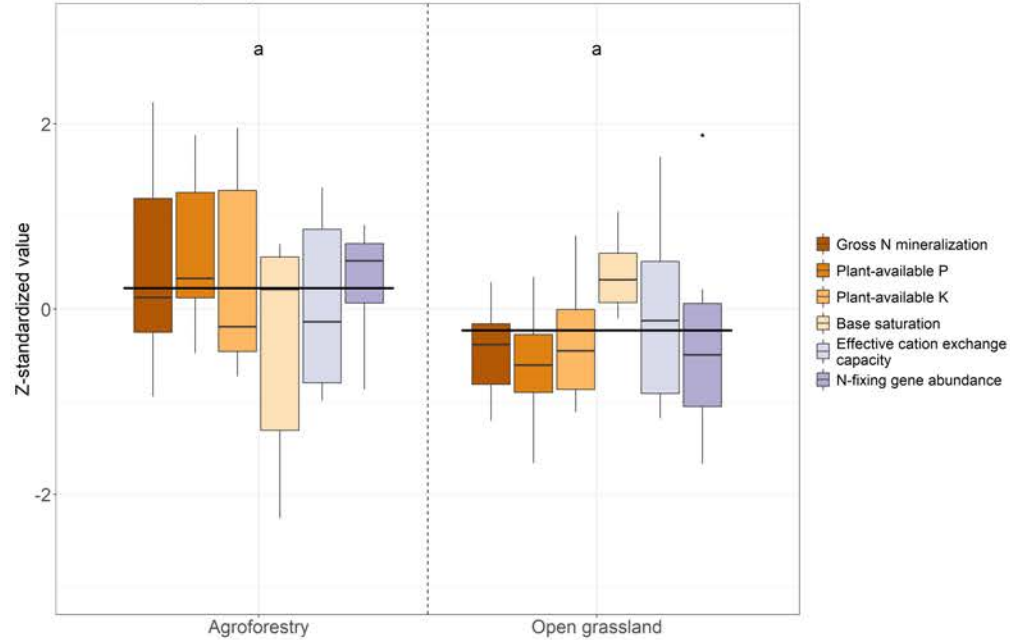 a
a
2
0
-2
Z-standardized value
Agroforestry
Open grassland
Gross N mineralization
Plant-available P
Plant-available K
Base saturation
Effective cation exchange
capacity
N-fixing gene abundance